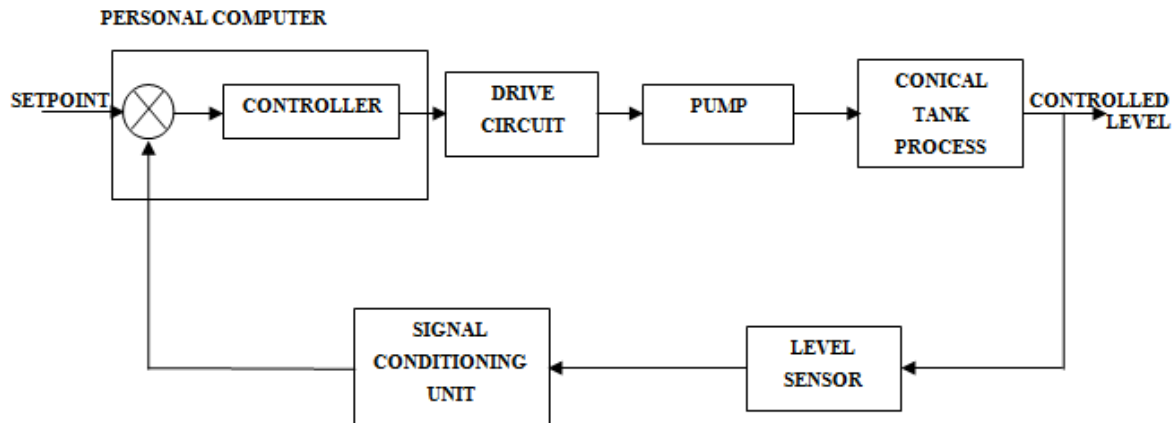 PERSONAL COMPUTER
SETPOINT
CONTROLLER
DRIVE
CIRCUIT
PUMP
CONICAL
TANK
PROCESS
CONTROLLED
LEVEL
SIGNAL
CONDITIONING
UNIT
LEVEL
SENSOR